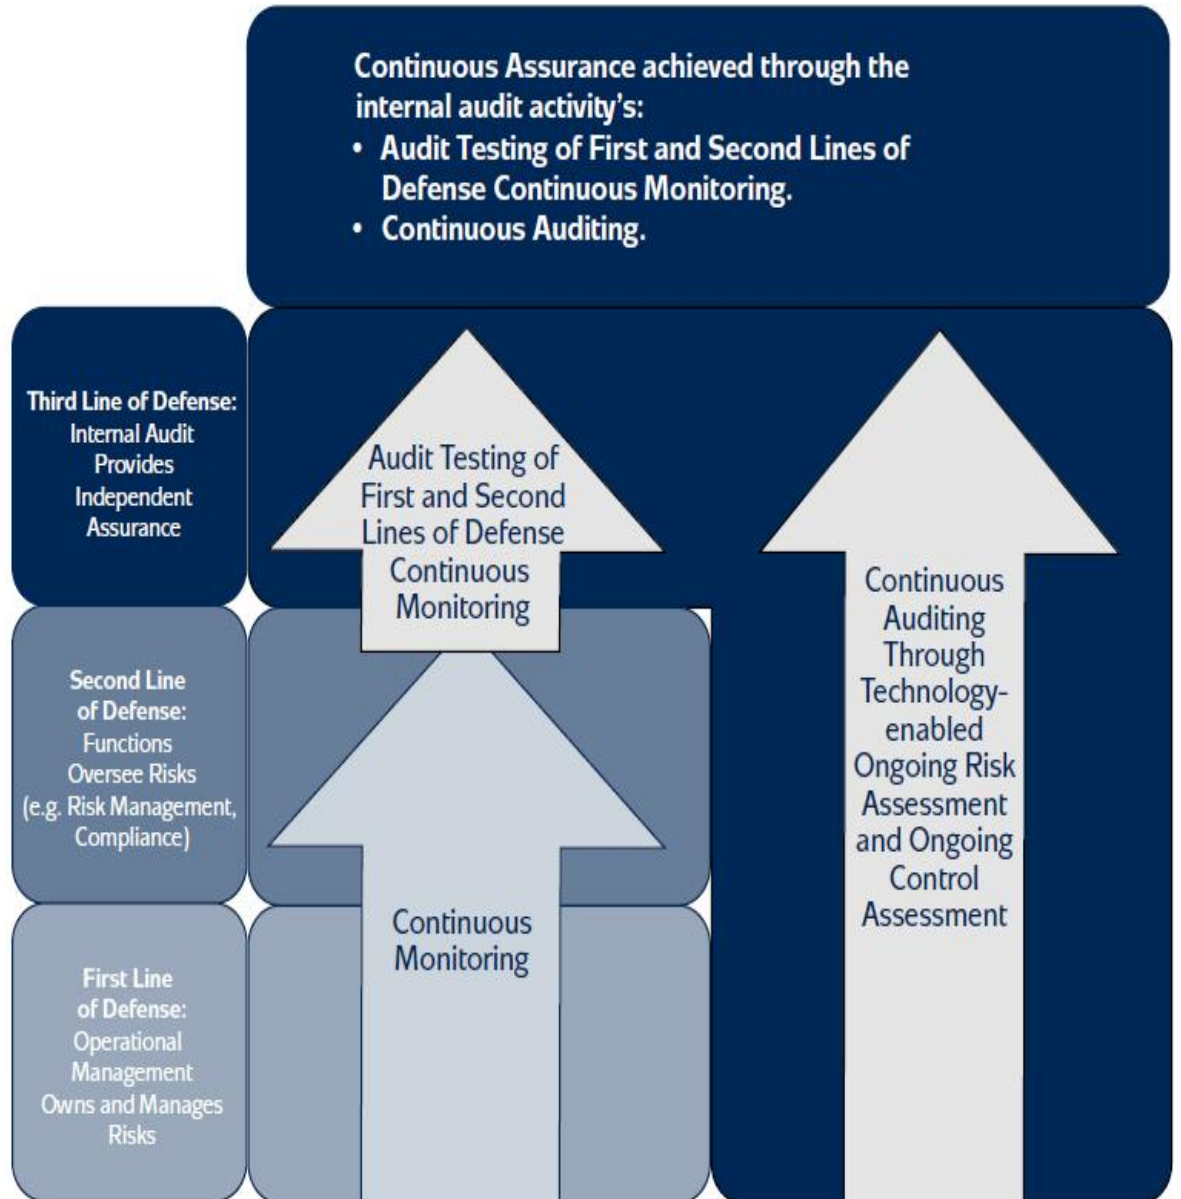 Continuous Assurance achieved through the
internal audit activity's:
• Audit Testing of First and Second Lines of
Defense Continuous Monitoring.
• Continuous Auditing.
Third Line of Defense:
Internal Audit
Provides
Independent
Assurance
Audit Testing of
First and Second
Lines of Defense
Continuous
Monitoring
Continuous
Auditing
Through
Technology-
enabled
Ongoing Risk
Assessment
and Ongoing
Control
Assessment
Second Line
of Defense:
Functions
Oversee Risks
(e.g. Risk Management,
Compliance)
Continuous
Monitoring
First Line
of Defense:
Operational
Management
Owns and Manages
Risks